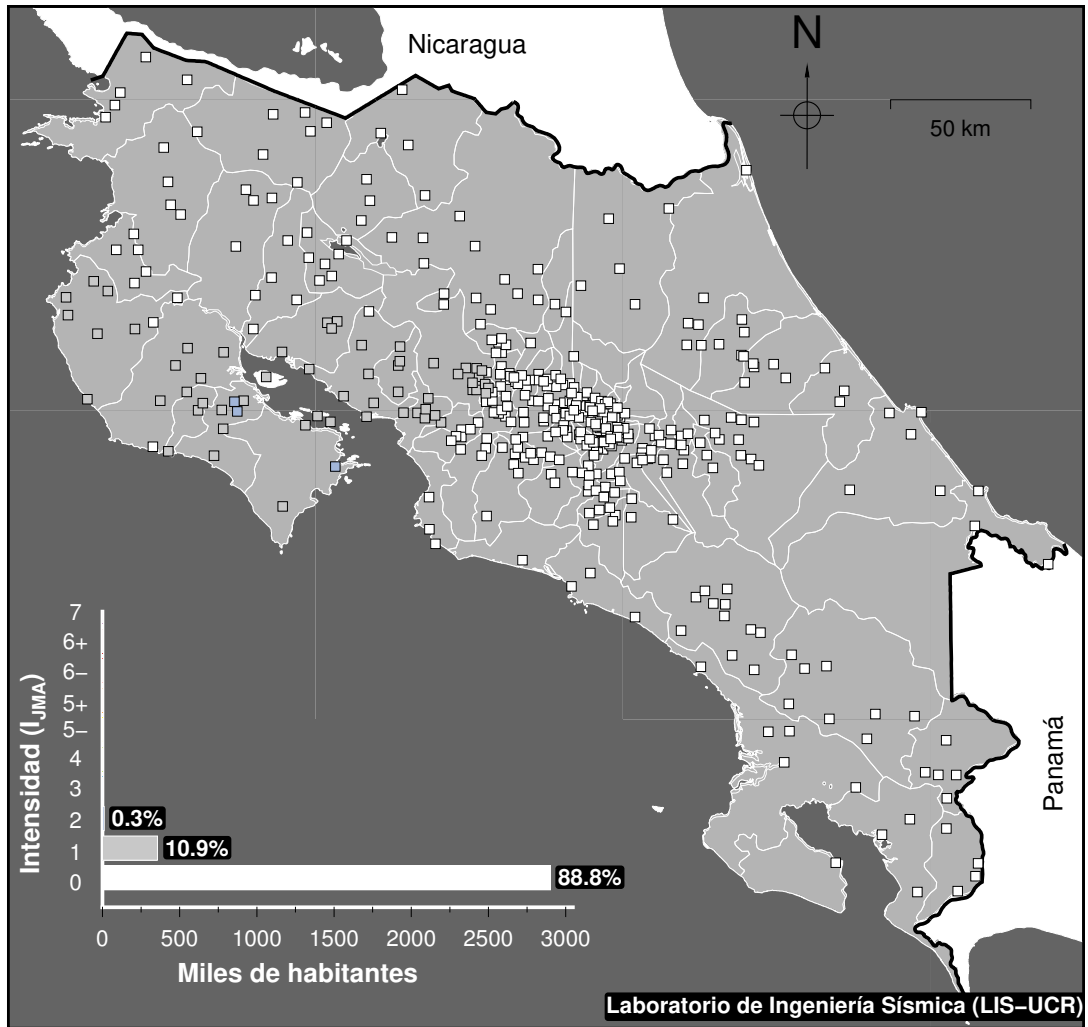 Nicaragua
N
50 km
Panamá
Intensidad (I_JMA)
7
6+
6−
5+
5−
4
3
2
1
0
0.3%
10.9%
88.8%
0 500 1000 1500 2000 2500 3000
Miles de habitantes
Laboratorio de Ingeniería Sísmica (LIS−UCR)